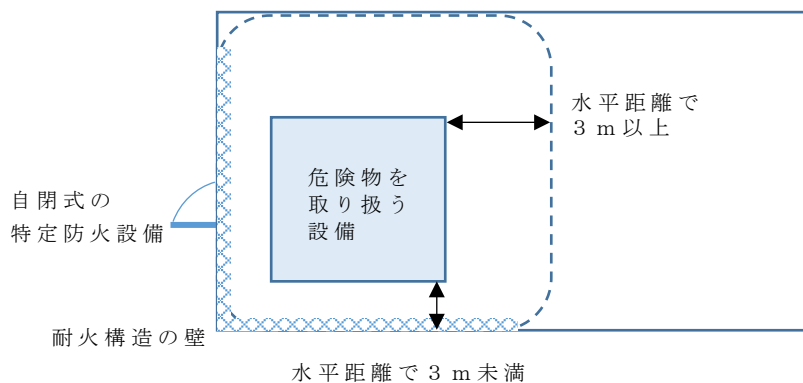 水平距離で
３ｍ以上
危険物を
取り扱う
設備
自閉式の
特定防火設備
耐火構造の壁
水平距離で３ｍ未満